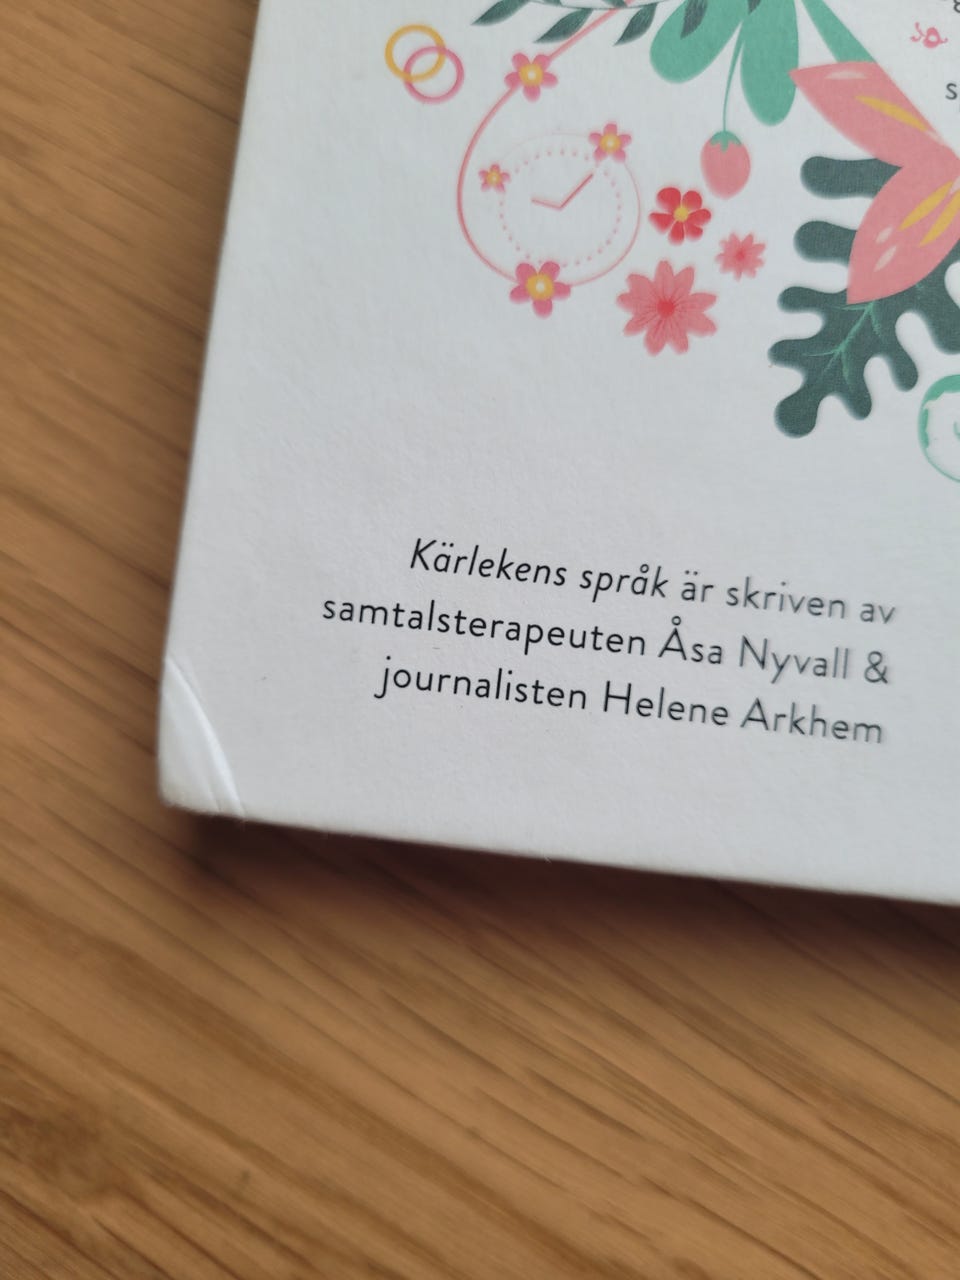 Kärlekens språk är skriven av
samtalsterapeuten Åsa Nyvall &
journalisten Helene Arkhem